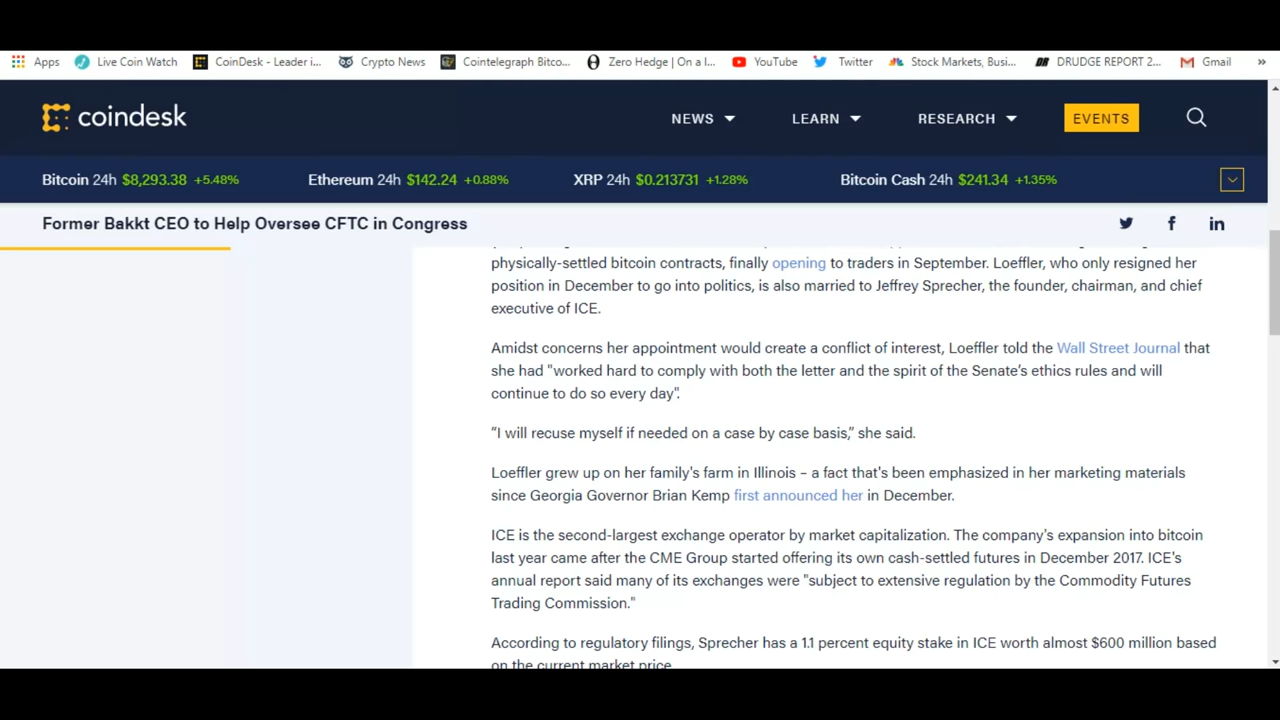 Apps Live Coin Watch CoinDesk - Leader i... Crypto News Cointelegraph Bitco... Zero Hedge | On a l... YouTube Twitter Stock Markets, Busi... DRUDGE REPORT 2... Gmail »
coindesk NEWS LEARN RESEARCH EVENTS
Bitcoin 24h $8,293.38 +5.48% Ethereum 24h $142.24 +0.88% XRP 24h $0.213731 +1.28% Bitcoin Cash 24h $241.34 +1.35%
Former Bakkt CEO to Help Oversee CFTC in Congress
physically-settled bitcoin contracts, finally opening to traders in September. Loeffler, who only resigned her
position in December to go into politics, is also married to Jeffrey Sprecher, the founder, chairman, and chief
executive of ICE.
Amidst concerns her appointment would create a conflict of interest, Loeffler told the Wall Street Journal that
she had "worked hard to comply with both the letter and the spirit of the Senate's ethics rules and will
continue to do so every day".
“I will recuse myself if needed on a case by case basis,” she said.
Loeffler grew up on her family's farm in Illinois – a fact that's been emphasized in her marketing materials
since Georgia Governor Brian Kemp first announced her in December.
ICE is the second-largest exchange operator by market capitalization. The company's expansion into bitcoin
last year came after the CME Group started offering its own cash-settled futures in December 2017. ICE's
annual report said many of its exchanges were "subject to extensive regulation by the Commodity Futures
Trading Commission."
According to regulatory filings, Sprecher has a 1.1 percent equity stake in ICE worth almost $600 million based
on the current market price.